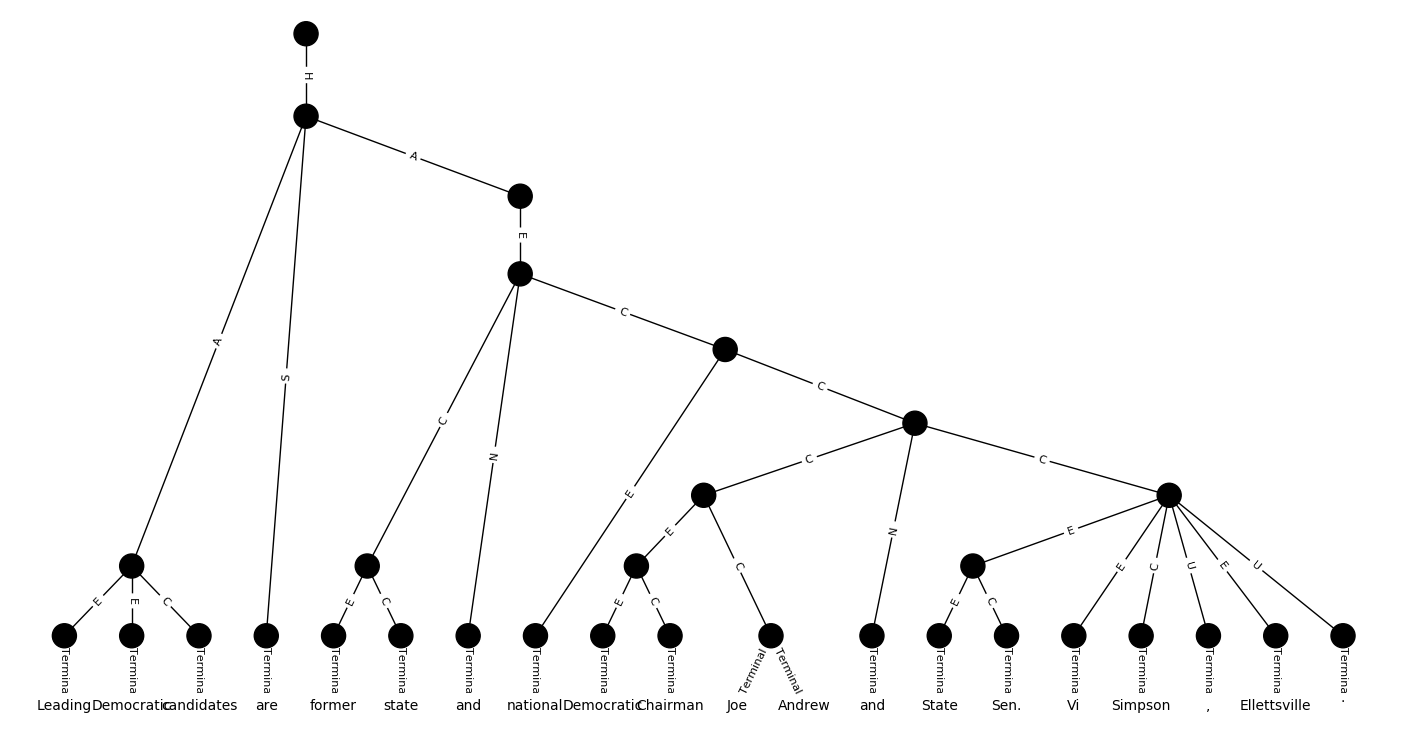 H
A
E
A
C
S
C
C
N
C
C
E
E
N
E
C
E
E
C
U
E
U
E
E
C
E
C
E
C
E
C
Termina Termina Termina Termina Termina Termina Termina Termina Termina Termina Terminal Terminal Termina Termina Termina Termina Termina Termina Termina Termina
Leading Democratic candidates are former state and national Democratic Chairman Joe Andrew and State Sen. Vi Simpson , Ellettsville .